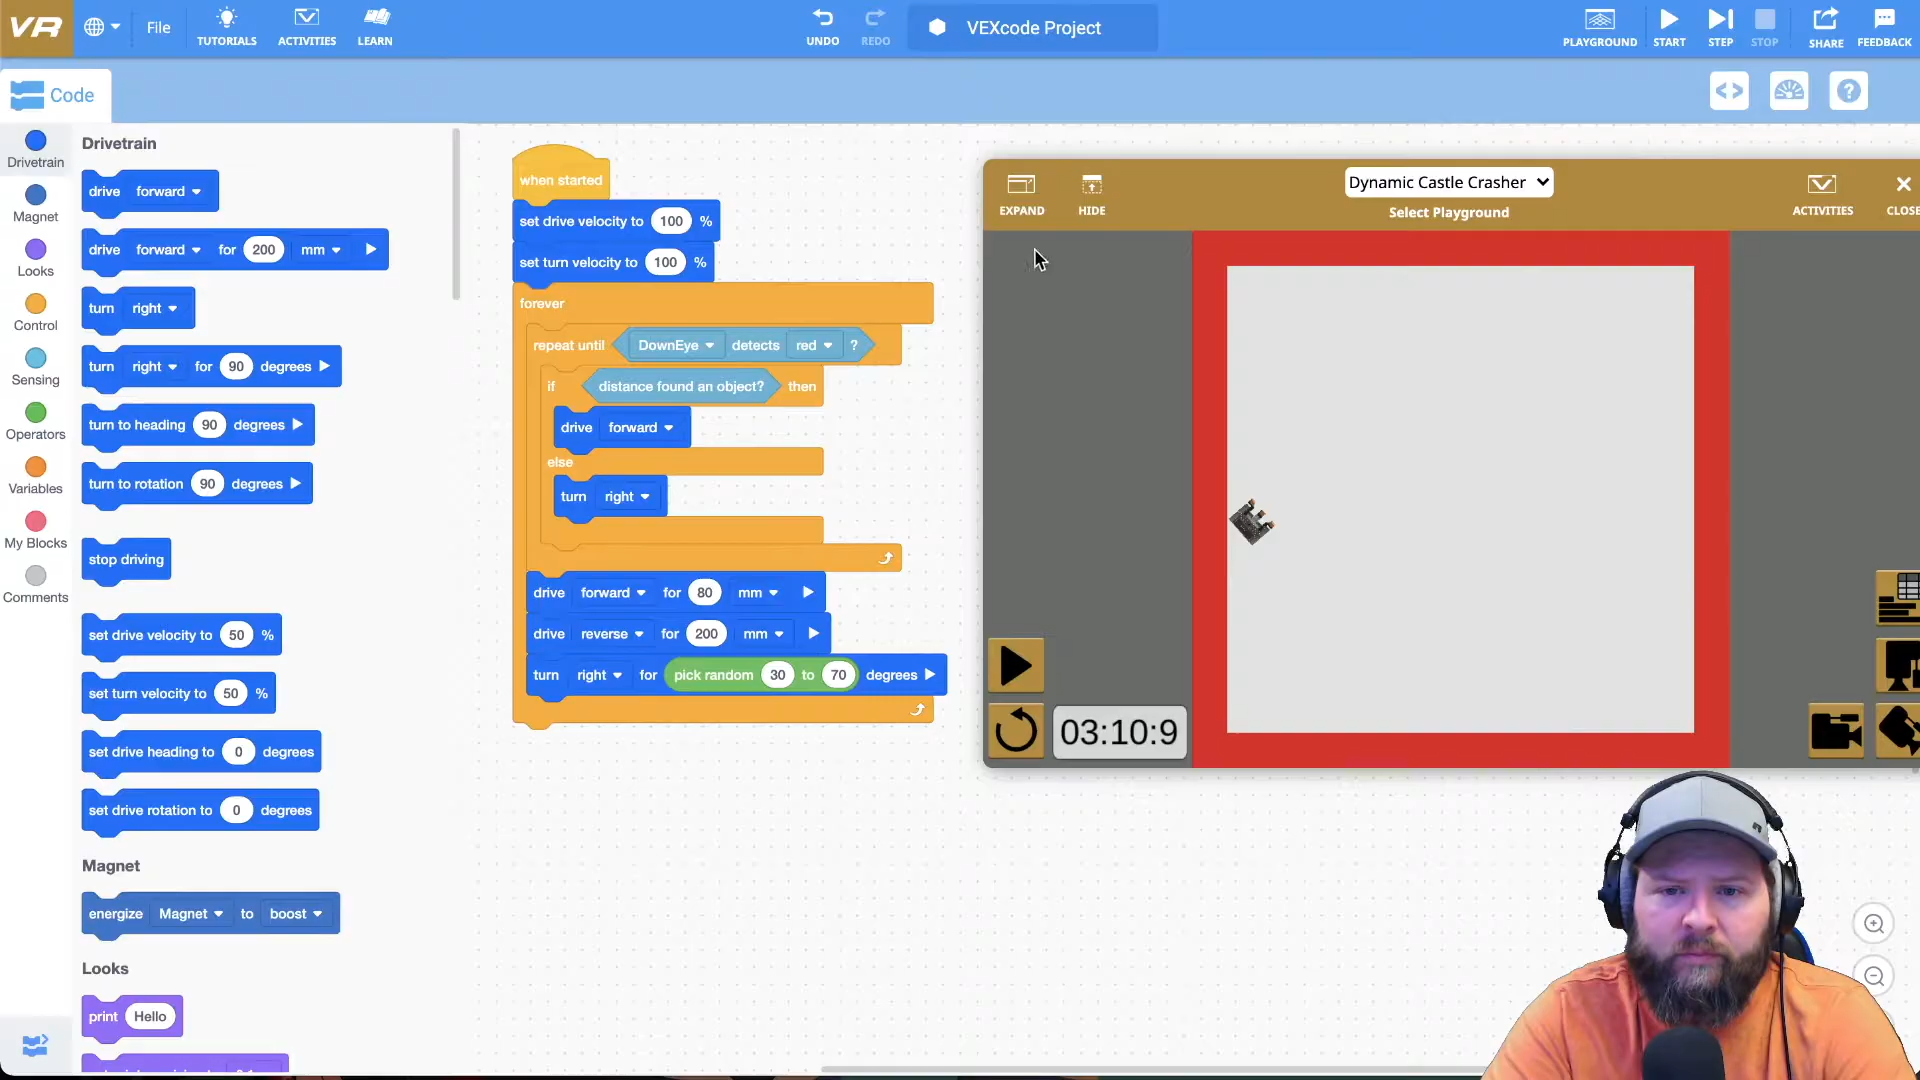 VR
File
TUTORIALS
ACTIVITIES
LEARN
UNDO
REDO
VEXcode Project
PLAYGROUND
START
STEP
STOP
SHARE
FEEDBACK
Code
Drivetrain
Magnet
Looks
Control
Sensing
Operators
Variables
My Blocks
Comments
Drivetrain
drive forward
drive forward for 200 mm
turn right
turn right for 90 degrees
turn to heading 90 degrees
turn to rotation 90 degrees
stop driving
set drive velocity to 50 %
set turn velocity to 50 %
set drive heading to 0 degrees
set drive rotation to 0 degrees
Magnet
energize Magnet to boost
Looks
print Hello
when started
set drive velocity to 100 %
set turn velocity to 100 %
forever
repeat until DownEye detects red ?
if distance found an object? then
drive forward
else
turn right
drive forward for 80 mm
drive reverse for 200 mm
turn right for pick random 30 to 70 degrees
EXPAND
HIDE
Dynamic Castle Crasher
Select Playground
ACTIVITIES
CLOSE
03:10:9